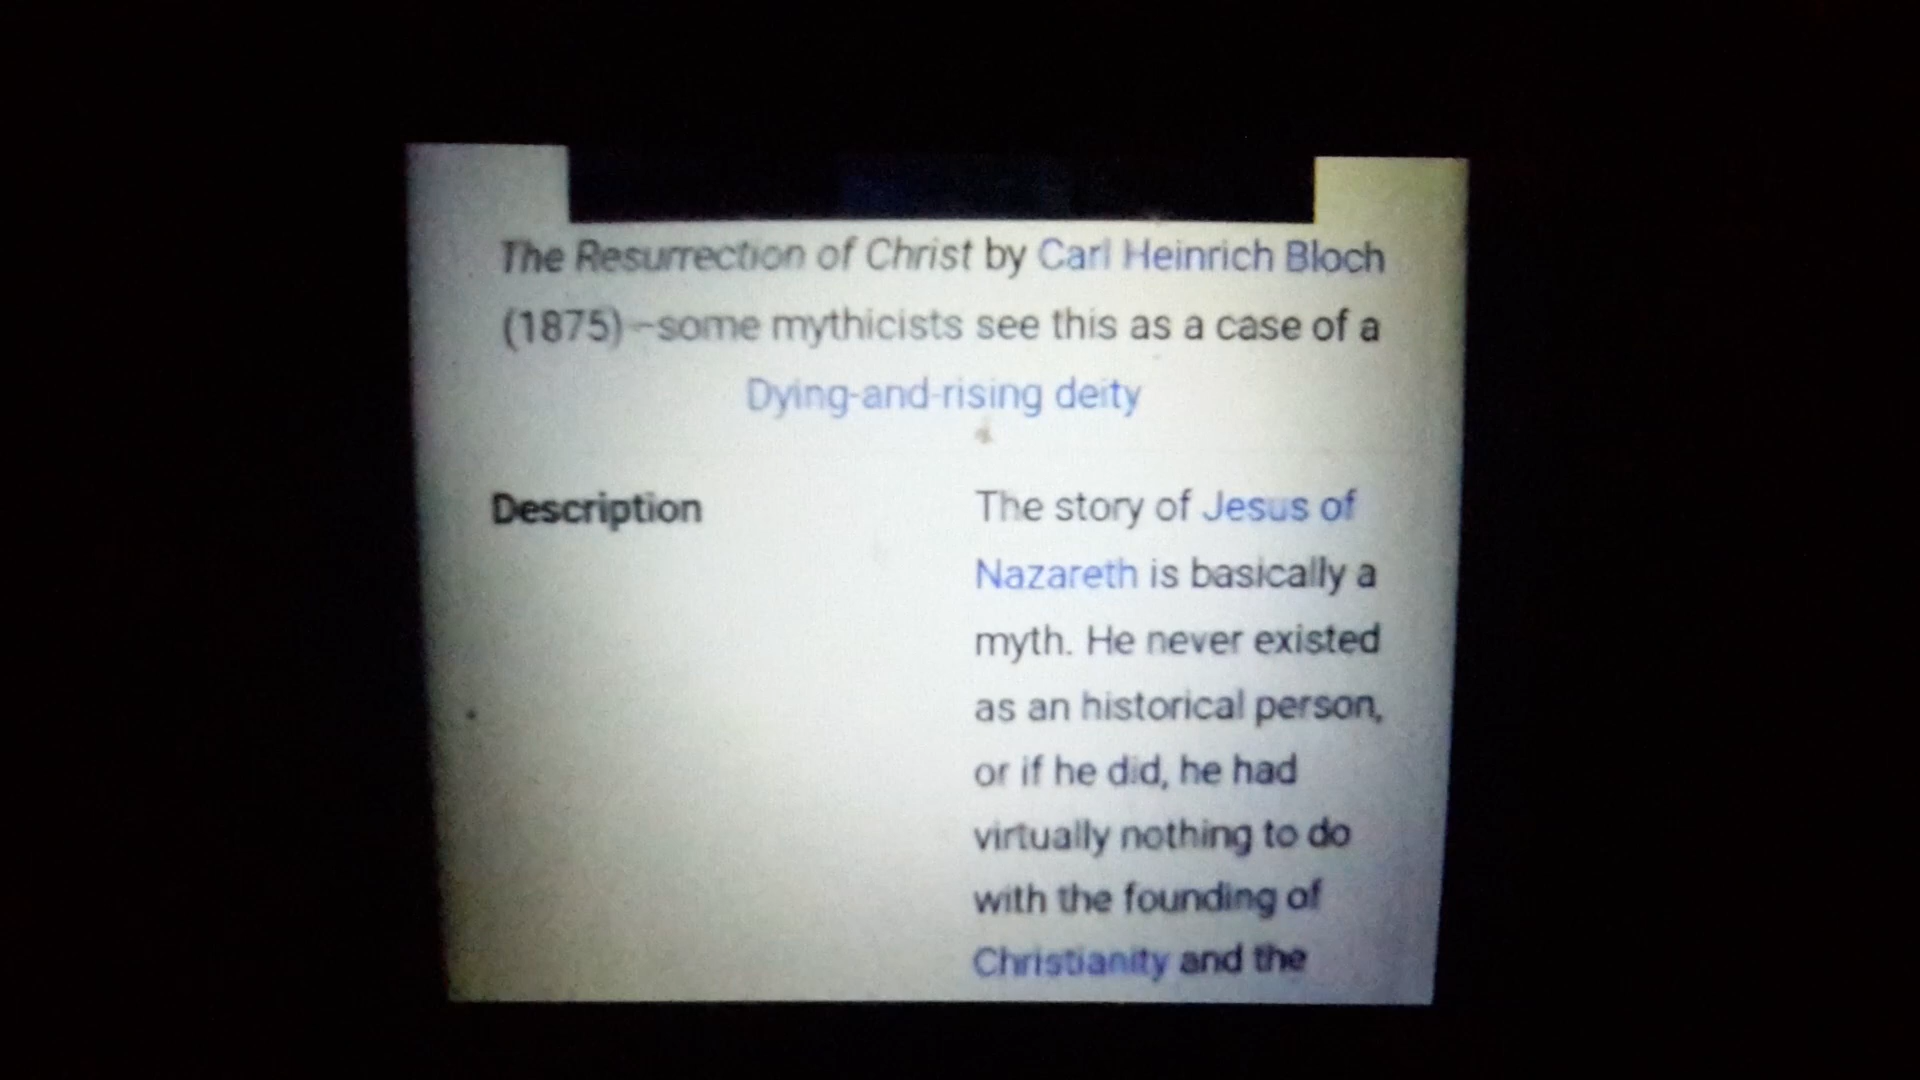 The Resurrection of Christ by Carl Heinrich Bloch
(1875)–some mythicists see this as a case of a
Dying-and-rising deity
Description
The story of Jesus of
Nazareth is basically a
myth. He never existed
as an historical person,
or if he did, he had
virtually nothing to do
with the founding of
Christianity and the